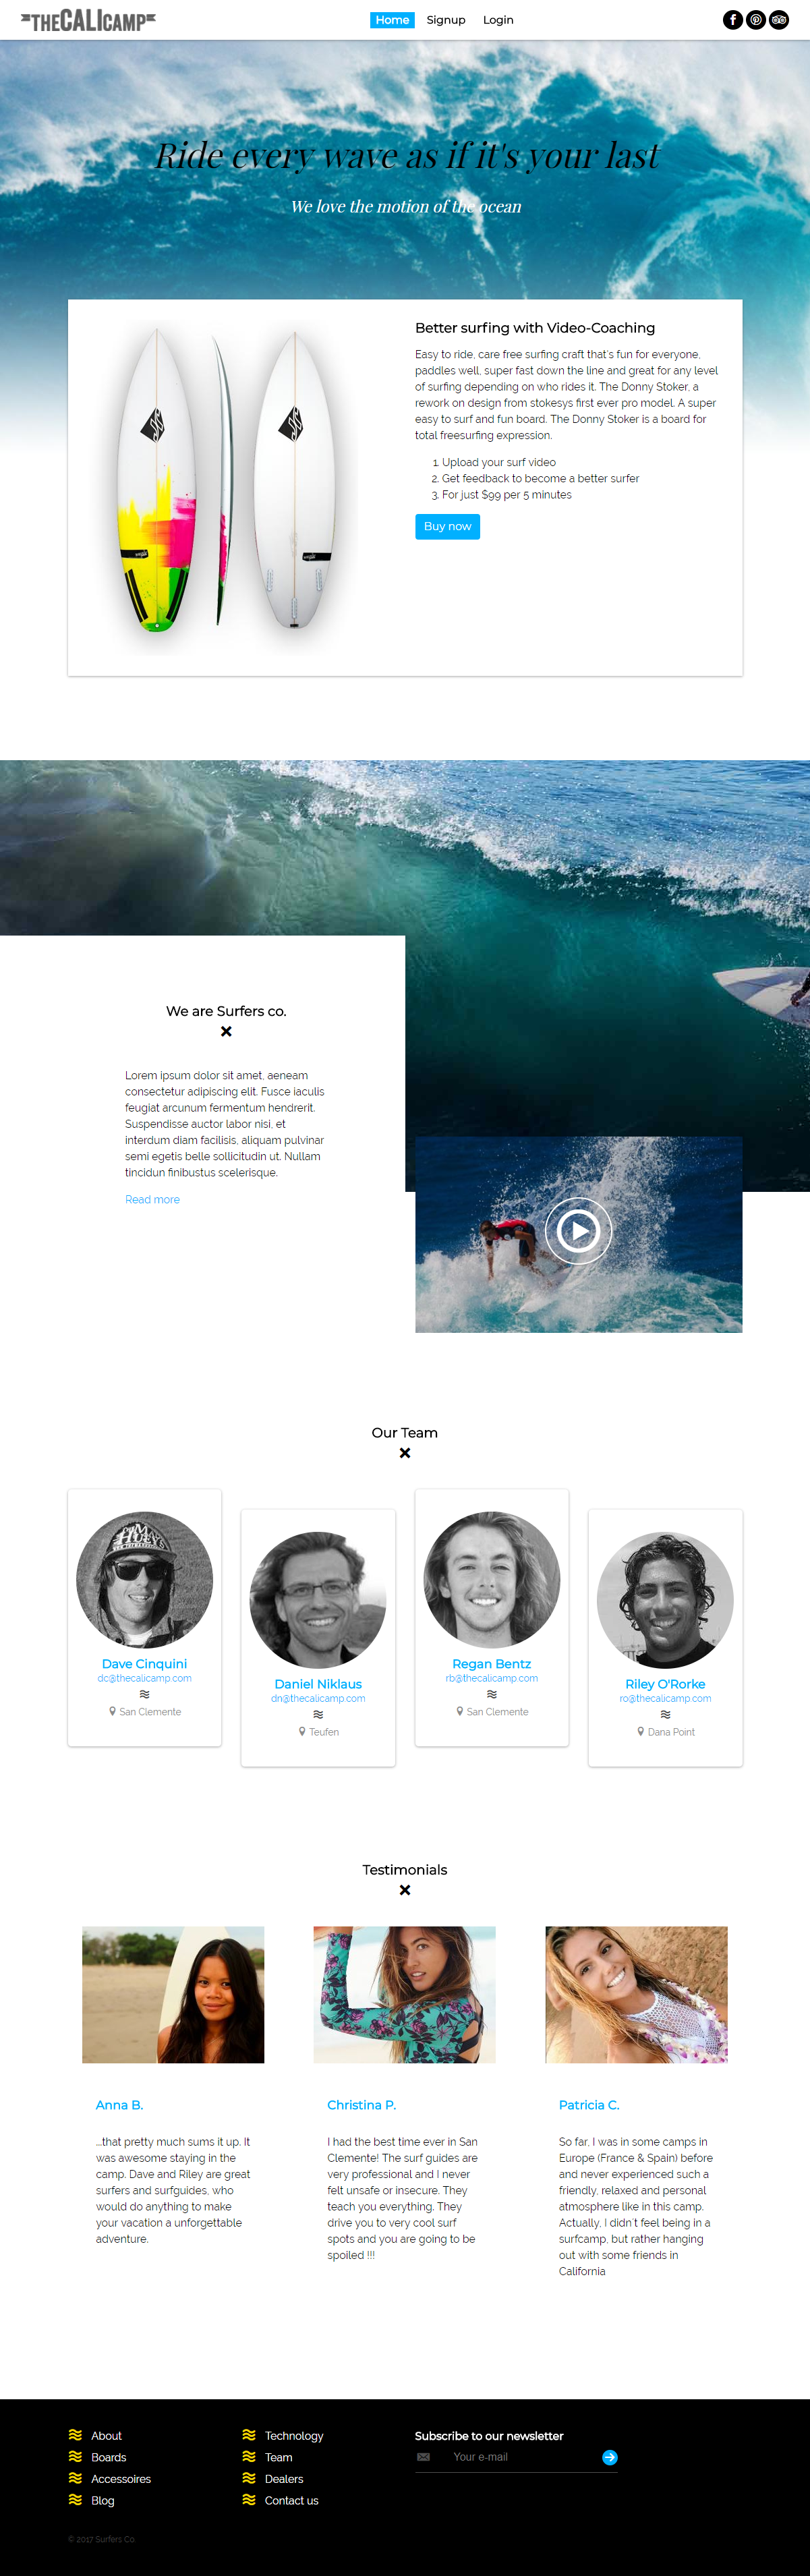 THECALICAMP
Home Signup Login
Ride every wave as if it's your last
We love the motion of the ocean
Better surfing with Video-Coaching
Easy to ride, care free surfing craft that's fun for everyone,
paddles well, super fast down the line and great for any level
of surfing depending on who rides it. The Donny Stoker, a
rework on design from stokesys first ever pro model. A super
easy to surf and fun board. The Donny Stoker is a board for
total freesurfing expression.
1. Upload your surf video
2. Get feedback to become a better surfer
3. For just $99 per 5 minutes
Buy now
We are Surfers co.
Lorem ipsum dolor sit amet, aeneam
consectetur adipiscing elit. Fusce iaculis
feugiat arcunum fermentum hendrerit.
Suspendisse auctor labor nisi, et
interdum diam facilisis, aliquam pulvinar
semi egetis belle sollicitudin ut. Nullam
tincidun finibustus scelerisque.
Read more
Our Team
Dave Cinquini
dc@thecalicamp.com
San Clemente
Daniel Niklaus
dn@thecalicamp.com
Teufen
Regan Bentz
rb@thecalicamp.com
San Clemente
Riley O'Rorke
ro@thecalicamp.com
Dana Point
Testimonials
Anna B.
...that pretty much sums it up. It
was awesome staying in the
camp. Dave and Riley are great
surfers and surfguides, who
would do anything to make
your vacation a unforgettable
adventure.
Christina P.
I had the best time ever in San
Clemente! The surf guides are
very professional and I never
felt unsafe or insecure. They
teach you everything. They
drive you to very cool surf
spots and you are going to be
spoiled !!!
Patricia C.
So far, I was in some camps in
Europe (France & Spain) before
and never experienced such a
friendly, relaxed and personal
atmosphere like in this camp.
Actually, I didn't feel being in a
surfcamp, but rather hanging
out with some friends in
California
About
Boards
Accessoires
Blog
Technology
Team
Dealers
Contact us
Subscribe to our newsletter
Your e-mail
© 2017 Surfers Co.